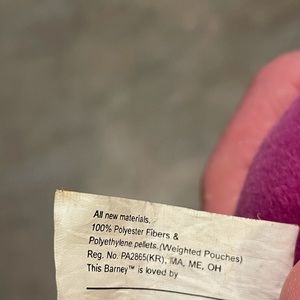 All new materials.
100% Polyester Fibers &
Polyethylene pellets.(Weighted Pouches)
Reg. No. PA2865(KR), MA, ME, OH
This Barney™ is loved by